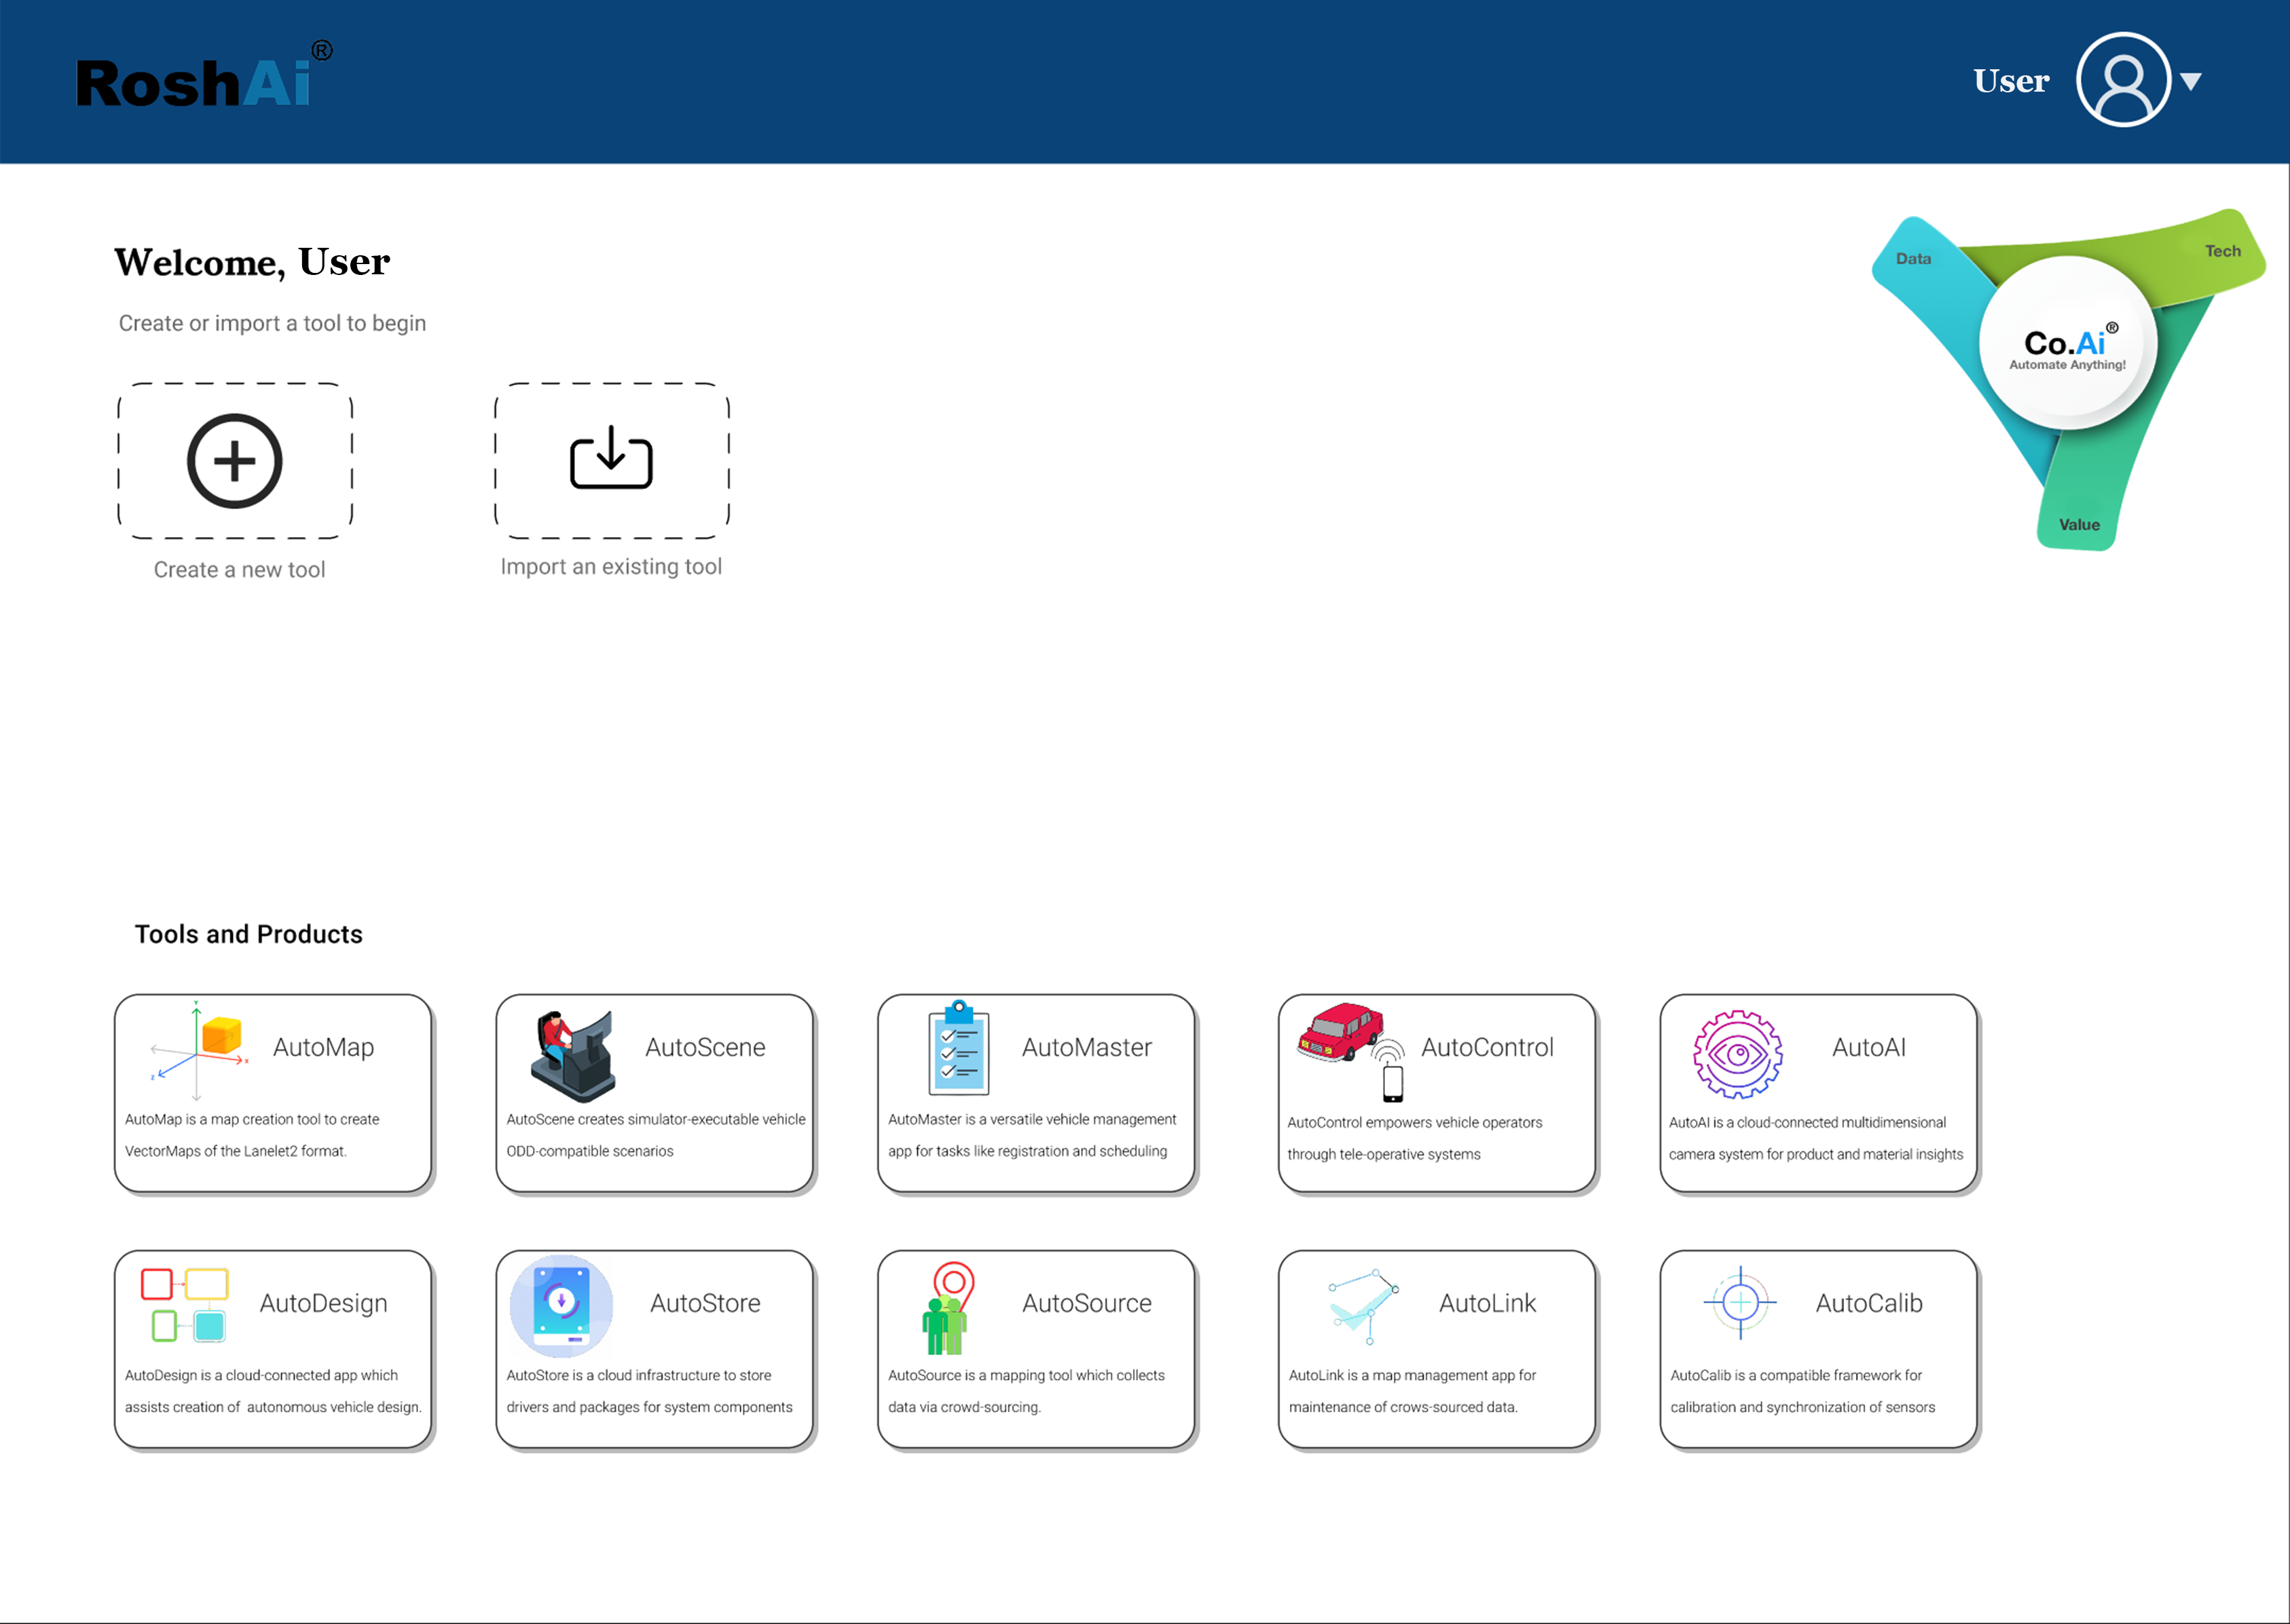 RoshAi®
User
Welcome, User
Create or import a tool to begin
Create a new tool
Import an existing tool
Data
Tech
Co.Ai®
Automate Anything!
Value
Tools and Products
Y
X
Z
AutoMap
AutoMap is a map creation tool to create
VectorMaps of the Lanelet2 format.
AutoScene
AutoScene creates simulator-executable vehicle
ODD-compatible scenarios
AutoMaster
AutoMaster is a versatile vehicle management
app for tasks like registration and scheduling
AutoControl
AutoControl empowers vehicle operators
through tele-operative systems
AutoAI
AutoAI is a cloud-connected multidimensional
camera system for product and material insights
AutoDesign
AutoDesign is a cloud-connected app which
assists creation of  autonomous vehicle design.
AutoStore
AutoStore is a cloud infrastructure to store
drivers and packages for system components
AutoSource
AutoSource is a mapping tool which collects
data via crowd-sourcing.
AutoLink
AutoLink is a map management app for
maintenance of crows-sourced data.
AutoCalib
AutoCalib is a compatible framework for
calibration and synchronization of sensors